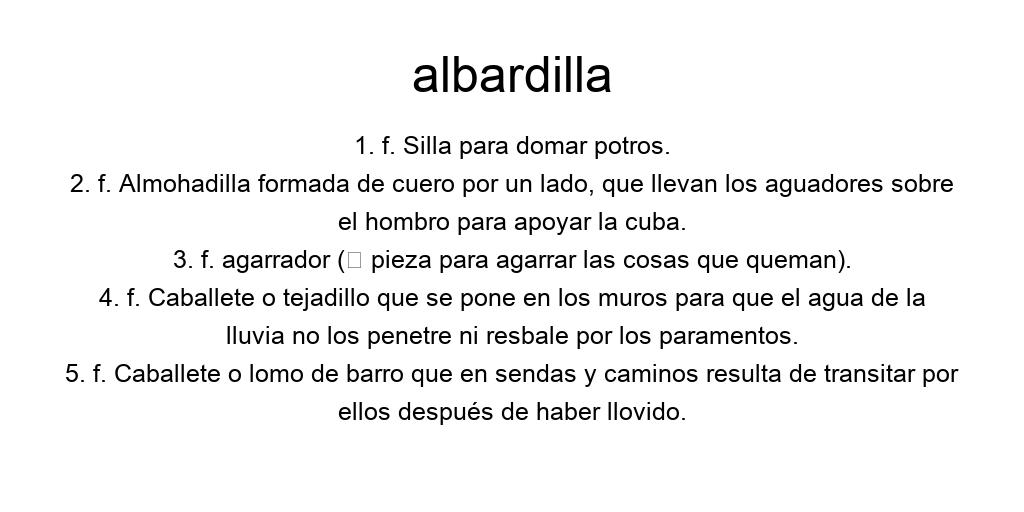 albardilla
1. f. Silla para domar potros.
2. f. Almohadilla formada de cuero por un lado, que llevan los aguadores sobre
el hombro para apoyar la cuba.
3. f. agarrador (□ pieza para agarrar las cosas que queman).
4. f. Caballete o tejadillo que se pone en los muros para que el agua de la
lluvia no los penetre ni resbale por los paramentos.
5. f. Caballete o lomo de barro que en sendas y caminos resulta de transitar por
ellos después de haber llovido.